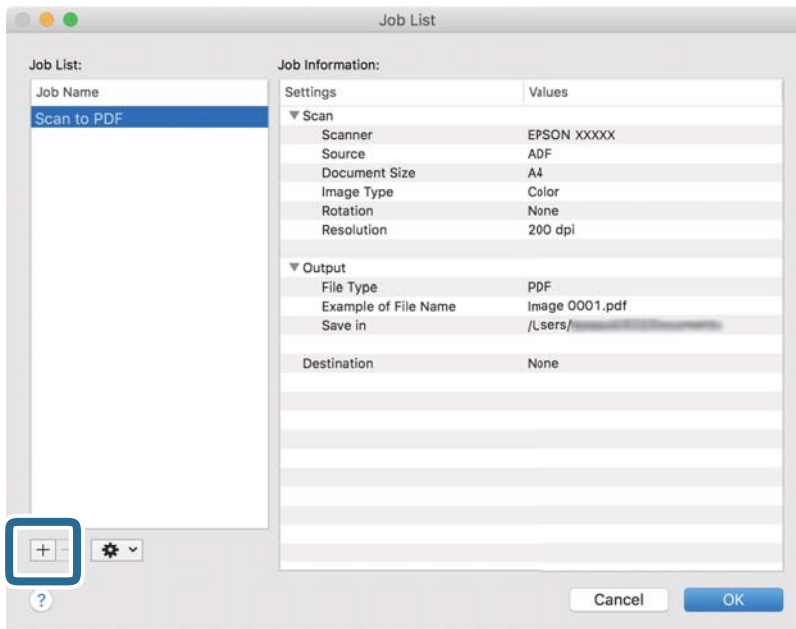 Job List
Job List:
Job Information:
Job Name
Scan to PDF
Settings Values
▼ Scan
Scanner EPSON XXXXX
Source ADF
Document Size A4
Image Type Color
Rotation None
Resolution 200 dpi
▼ Output
File Type PDF
Example of File Name Image 0001.pdf
Save in /Users/
Destination None
+ -
?
Cancel OK